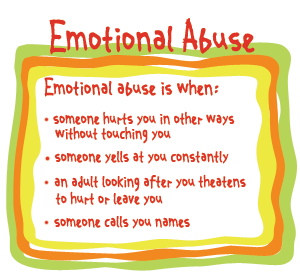 Emotional Abuse
Emotional abuse is when:
• someone hurts you in other ways
without touching you
• someone yells at you constantly
• an adult looking after you theatens
to hurt or leave you
• someone calls you names